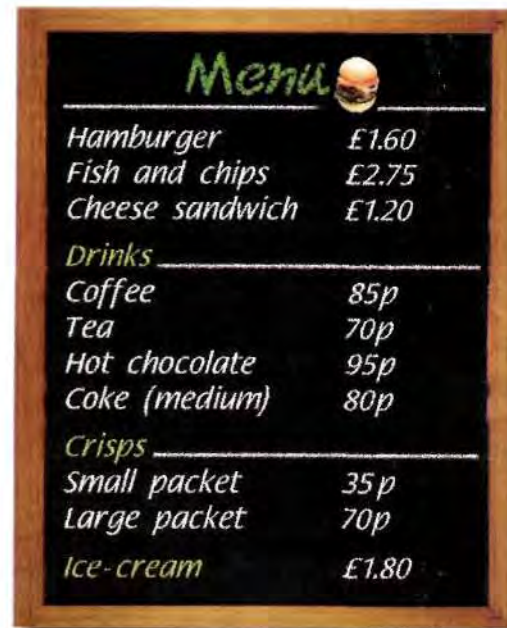 Menu
Hamburger £1.60
Fish and chips £2.75
Cheese sandwich £1.20
Drinks
Coffee 85p
Tea 70p
Hot chocolate 95p
Coke (medium) 80p
Crisps
Small packet 35p
Large packet 70p
Ice-cream £1.80